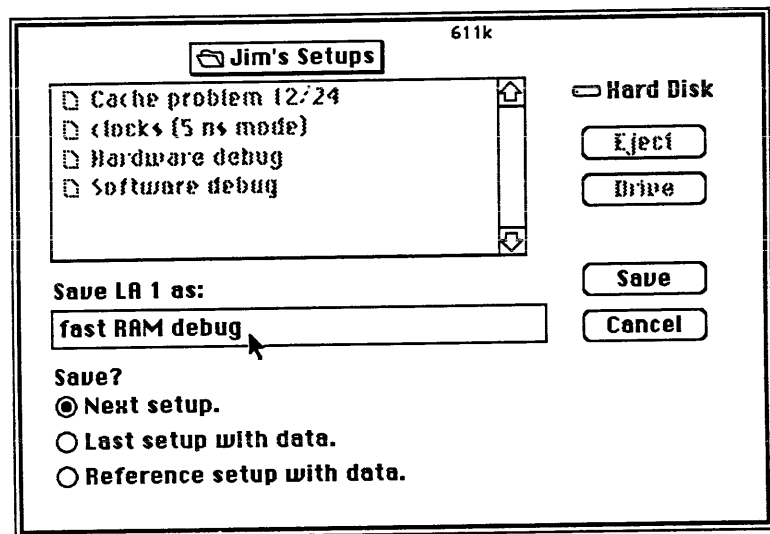 611k
Jim's Setups
Cache problem 12/24
clocks (5 ns mode)
Hardware debug
Software debug
Hard Disk
Eject
Drive
Save LA 1 as:
fast RAM debug
Save
Cancel
Save?
Next setup.
Last setup with data.
Reference setup with data.